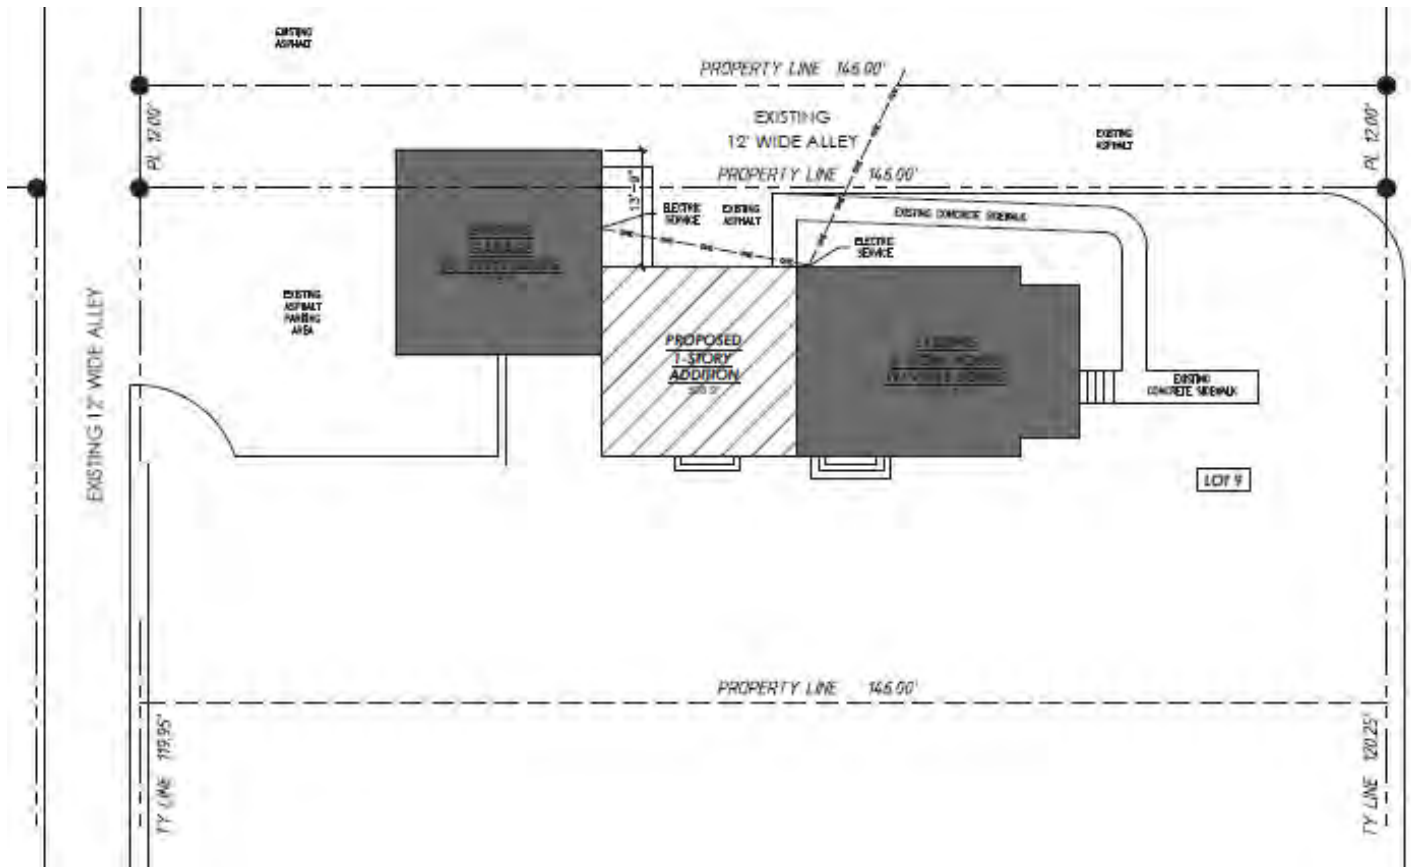 EXISTING
ASPHALT
PROPERTY LINE 146.00'
PL 12.00'
EXISTING
12' WIDE ALLEY
EXISTING
ASPHALT
PL 12.00'
PROPERTY LINE 146.00'
13'-9"
ELECTRIC
SERVICE
EXISTING
ASPHALT
EXISTING CONCRETE SIDEWALK
ELECTRIC
SERVICE
GARAGE
EXISTING 12' WIDE ALLEY
EXISTING
ASPHALT
PARKING
AREA
PROPOSED
1-STORY
ADDITION
EXISTING
EXISTING
CONCRETE SIDEWALK
LOT 9
PROPERTY LINE 146.00'
TY LINE 119.95'
TY LINE 120.25'